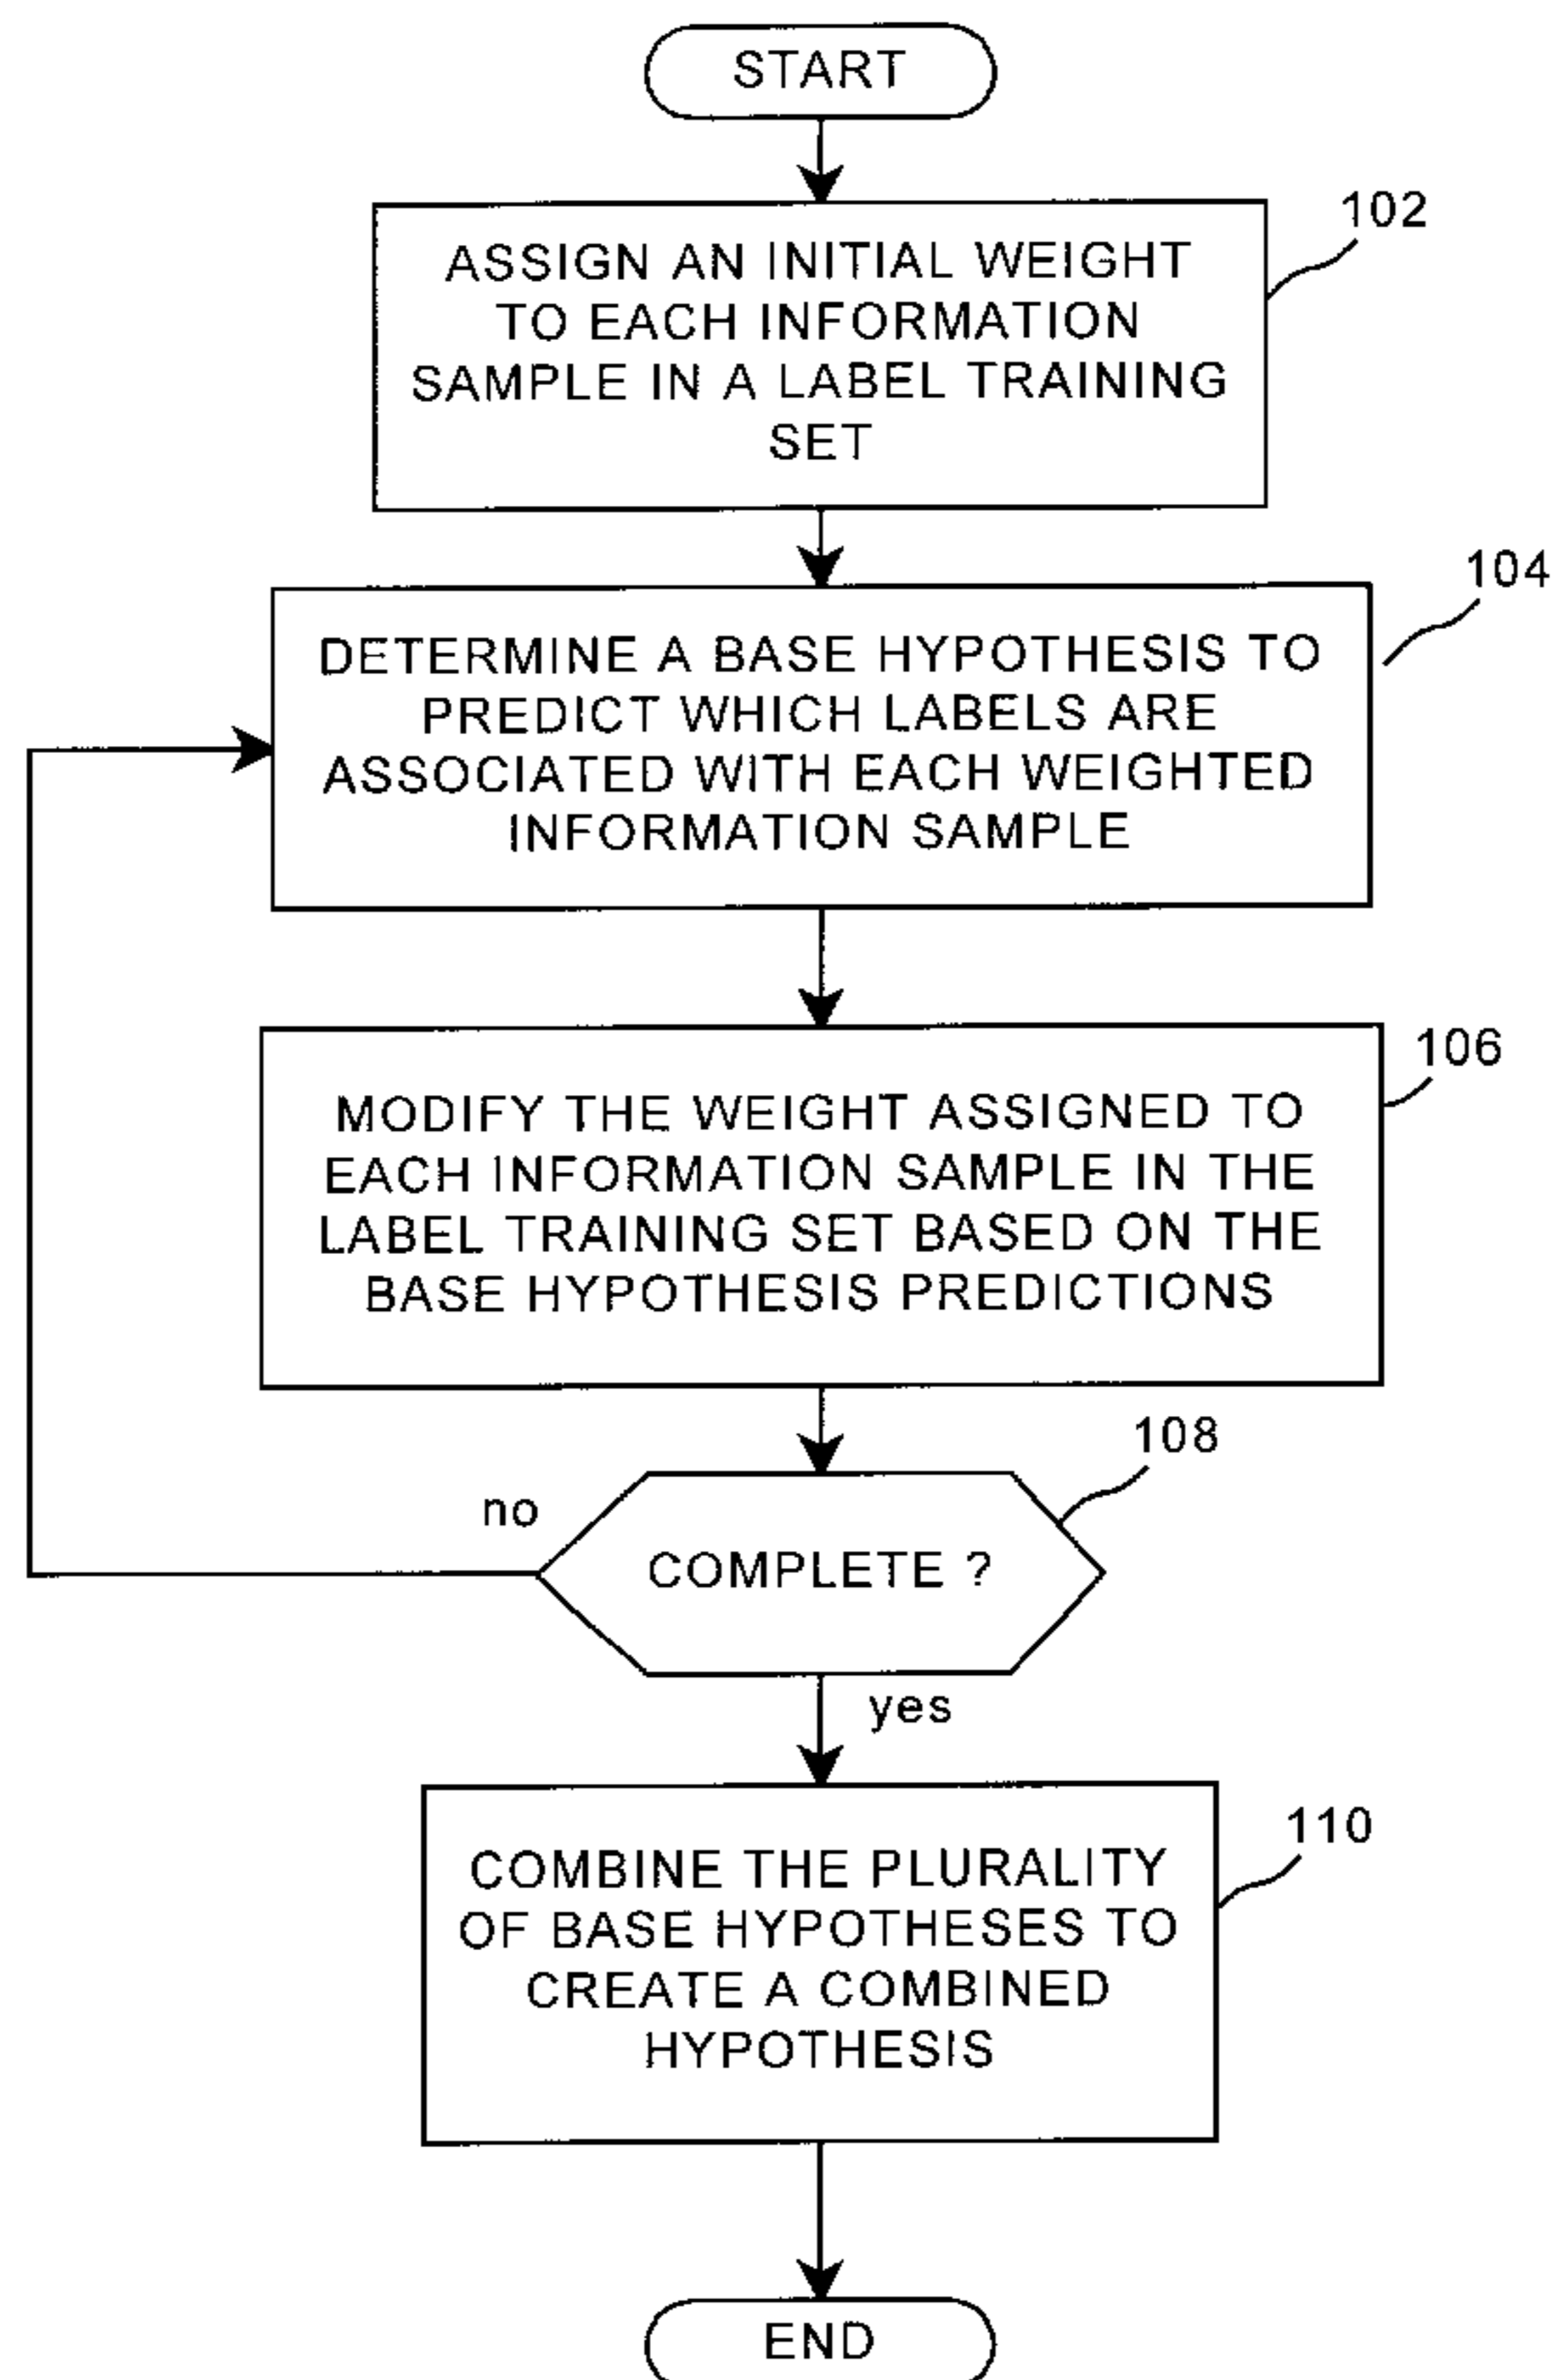 START
102
ASSIGN AN INITIAL WEIGHT
TO EACH INFORMATION
SAMPLE IN A LABEL TRAINING
SET
104
DETERMINE A BASE HYPOTHESIS TO
PREDICT WHICH LABELS ARE
ASSOCIATED WITH EACH WEIGHTED
INFORMATION SAMPLE
106
MODIFY THE WEIGHT ASSIGNED TO
EACH INFORMATION SAMPLE IN THE
LABEL TRAINING SET BASED ON THE
BASE HYPOTHESIS PREDICTIONS
108
no
COMPLETE ?
yes
110
COMBINE THE PLURALITY
OF BASE HYPOTHESES TO
CREATE A COMBINED
HYPOTHESIS
END